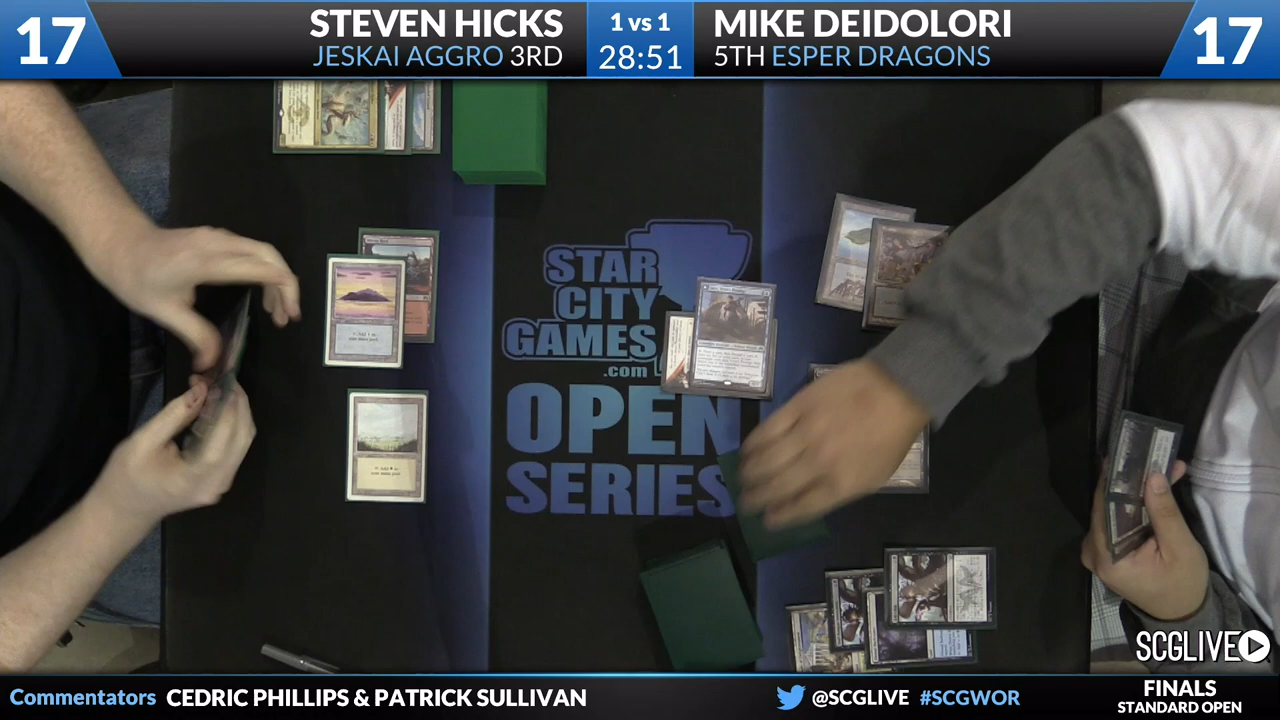 17
STEVEN HICKS
JESKAI AGGRO 3RD
1 vs 1
28:51
MIKE DEIDOLORI
5TH ESPER DRAGONS
17
STAR
CITY
GAMES
.com
OPEN
SERIES
SCGLIVE
Commentators CEDRIC PHILLIPS & PATRICK SULLIVAN
@SCGLIVE #SCGWOR
FINALS
STANDARD OPEN